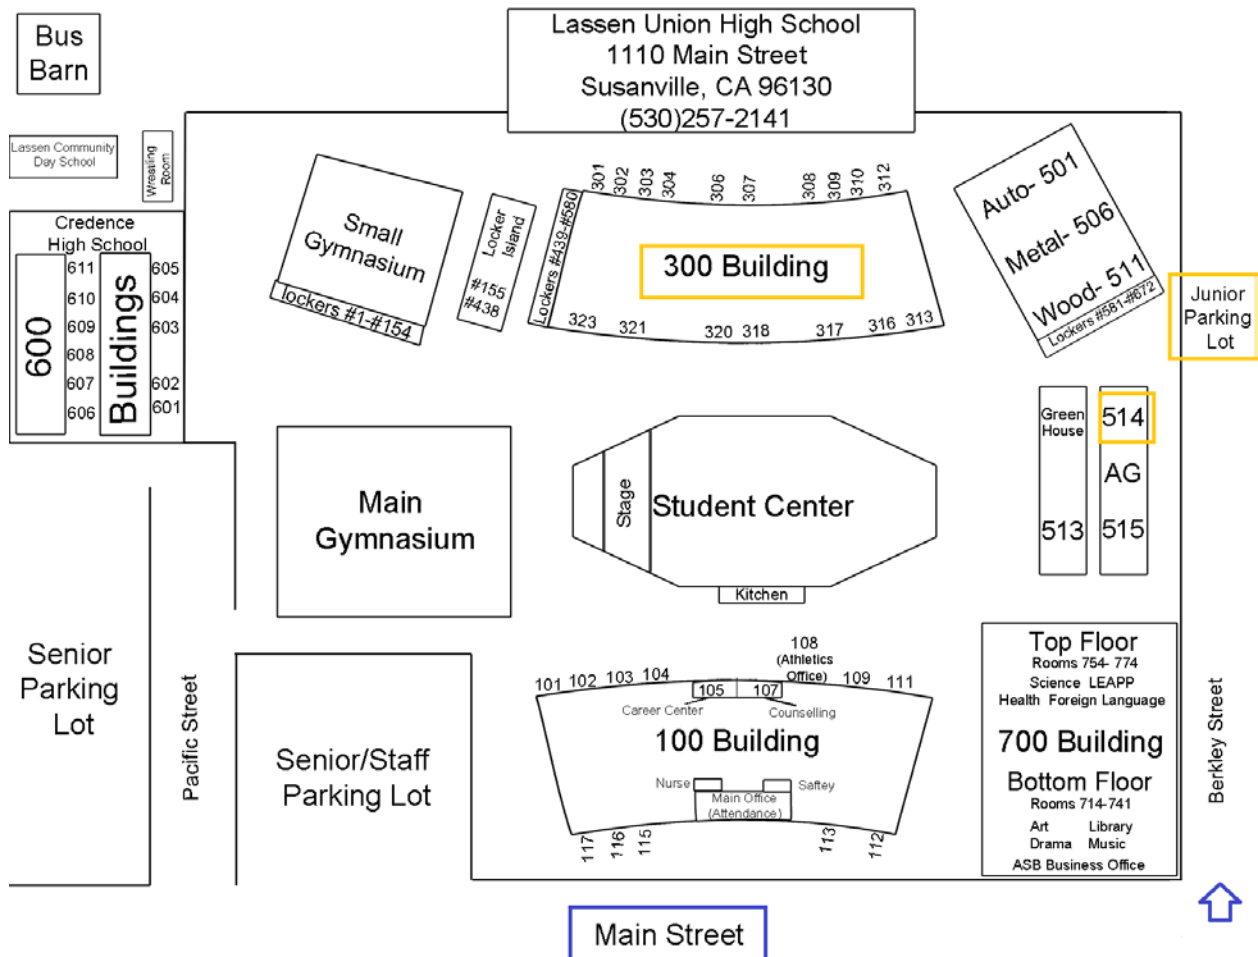 Bus
Barn
Lassen Union High School
1110 Main Street
Susanville, CA 96130
(530)257-2141
Lassen Community
Day School
Wrestling
Room
Credence
High School
600
Buildings
611
610
609
608
607
606
605
604
603
602
601
Small
Gymnasium
lockers #1-#154
Locker
Island
#155
#438
Lockers #439-#580
301
302
303
304
306
307
308
309
310
312
300 Building
323
321
320
318
317
316
313
Auto- 501
Metal- 506
Wood- 511
Lockers #581-#672
Junior
Parking
Lot
Green
House
513
514
AG
515
Main
Gymnasium
Stage
Student Center
Kitchen
Senior
Parking
Lot
Pacific Street
Senior/Staff
Parking Lot
101
102
103
104
105
107
108
(Athletics
Office)
109
111
Career Center
Counselling
100 Building
Nurse
Saftey
Main Office
(Attendance)
117
116
115
113
112
Top Floor
Rooms 754- 774
Science LEAPP
Health Foreign Language
700 Building
Bottom Floor
Rooms 714-741
Art Library
Drama Music
ASB Business Office
Berkley Street
Main Street